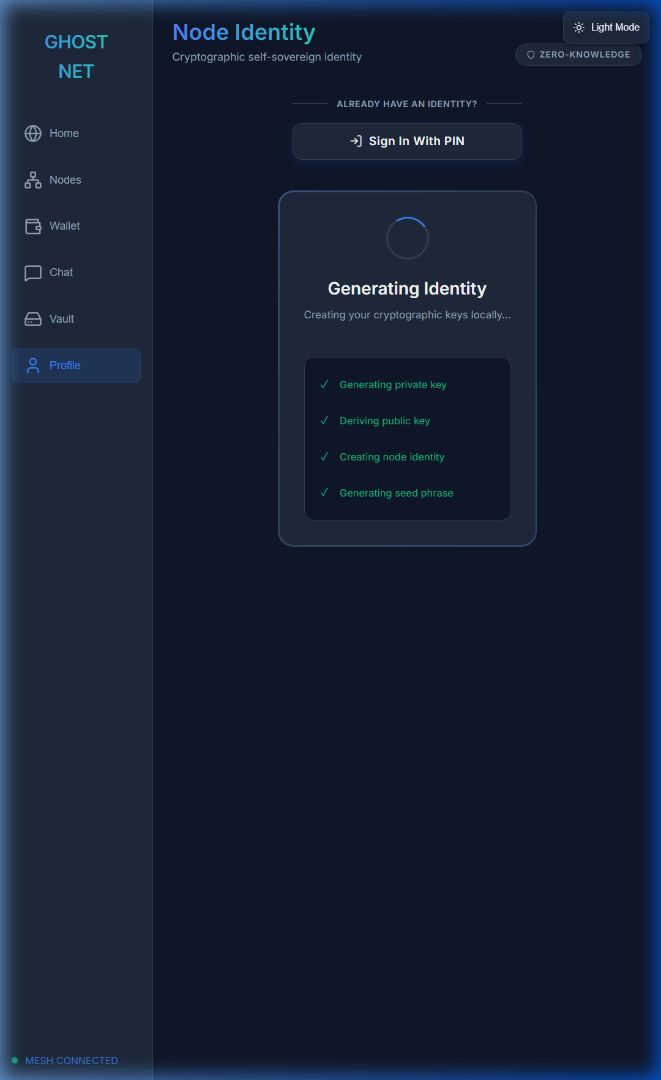 GHOST
NET
Home
Nodes
Wallet
Chat
Vault
Profile
MESH CONNECTED
Node Identity
Cryptographic self-sovereign identity
Light Mode
ZERO-KNOWLEDGE
ALREADY HAVE AN IDENTITY?
Sign In With PIN
Generating Identity
Creating your cryptographic keys locally...
✓ Generating private key
✓ Deriving public key
✓ Creating node identity
✓ Generating seed phrase